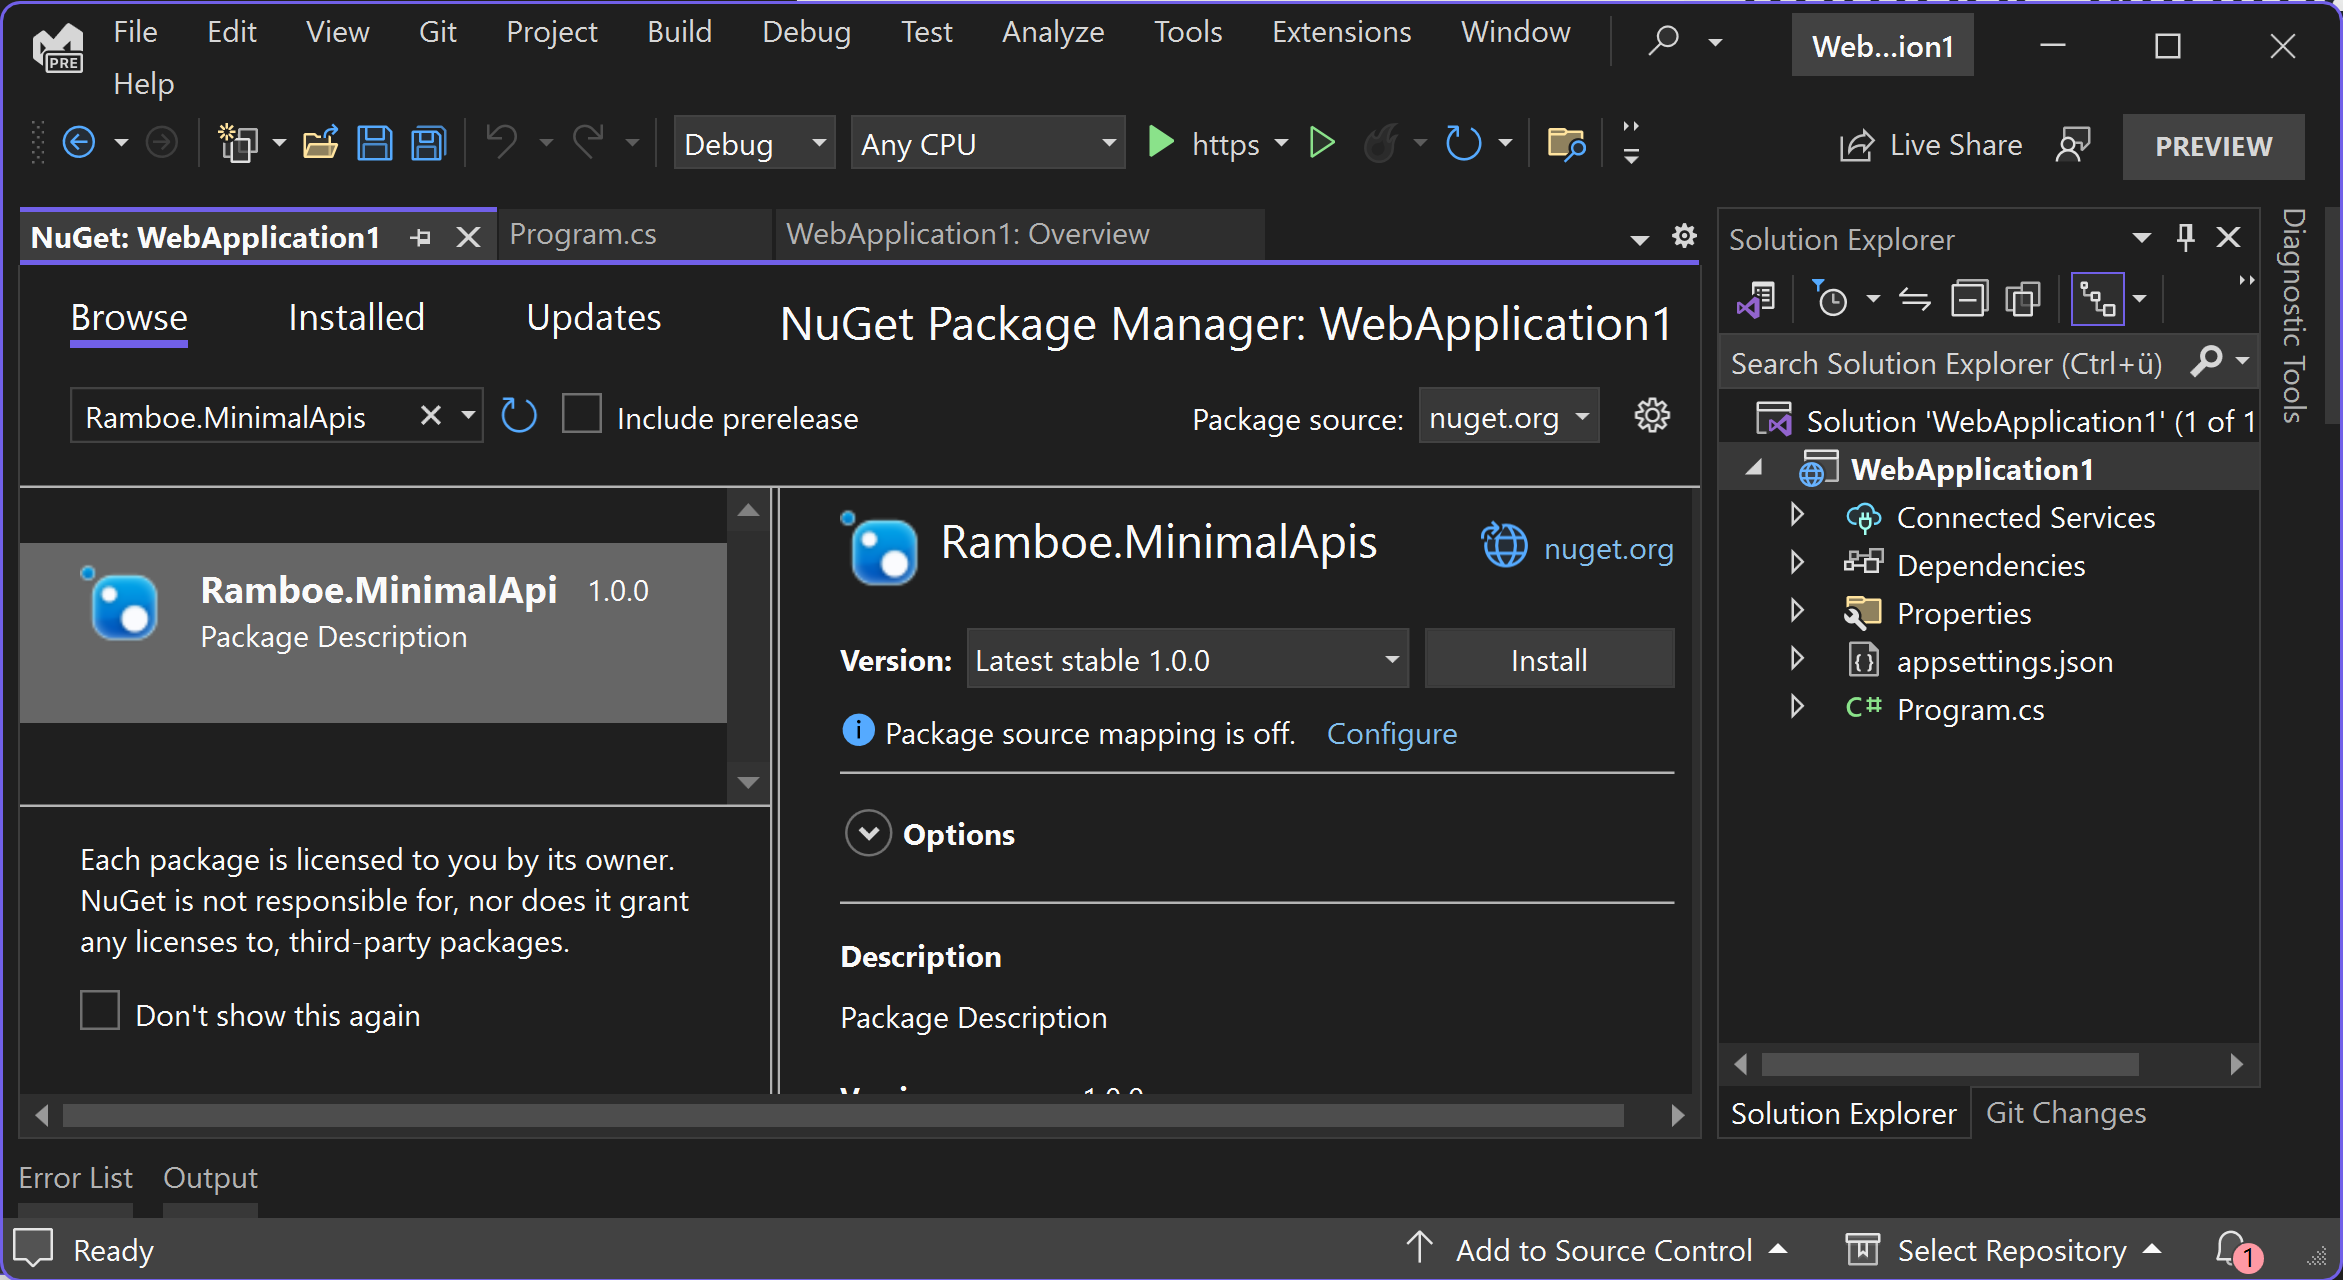 File Edit View Git Project Build Debug Test Analyze Tools Extensions Window
Web...ion1
Help
PRE
Debug Any CPU https Live Share PREVIEW
NuGet: WebApplication1 Program.cs WebApplication1: Overview
Browse Installed Updates NuGet Package Manager: WebApplication1
Ramboe.MinimalApis Include prerelease Package source: nuget.org
Ramboe.MinimalApi 1.0.0
Package Description
Each package is licensed to you by its owner.
NuGet is not responsible for, nor does it grant
any licenses to, third-party packages.
Don't show this again
Ramboe.MinimalApis nuget.org
Version: Latest stable 1.0.0 Install
Package source mapping is off. Configure
Options
Description
Package Description
Solution Explorer
Search Solution Explorer (Ctrl+ü)
Solution 'WebApplication1' (1 of 1
WebApplication1
Connected Services
Dependencies
Properties
appsettings.json
C# Program.cs
Solution Explorer Git Changes
Diagnostic Tools
Error List Output
Ready Add to Source Control Select Repository 1